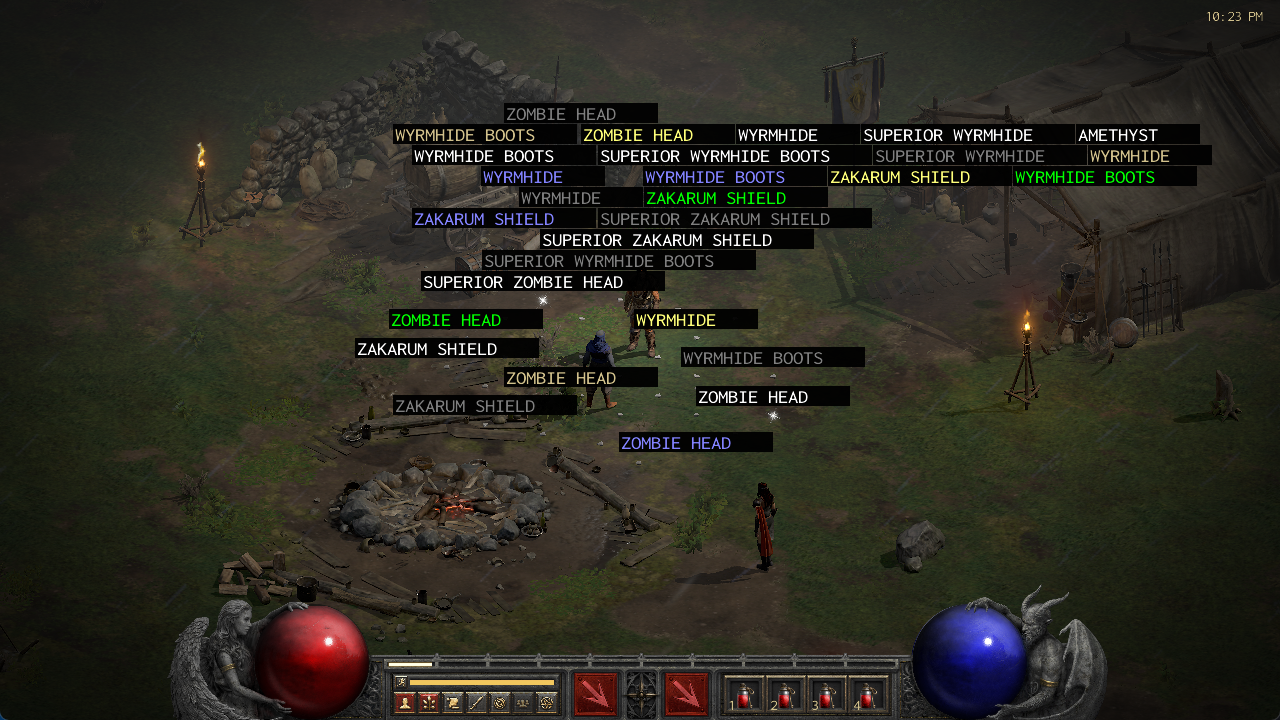 10:23 PM
ZOMBIE HEAD
WYRMHIDE BOOTS ZOMBIE HEAD WYRMHIDE SUPERIOR WYRMHIDE AMETHYST
WYRMHIDE BOOTS SUPERIOR WYRMHIDE BOOTS SUPERIOR WYRMHIDE WYRMHIDE
WYRMHIDE WYRMHIDE BOOTS ZAKARUM SHIELD WYRMHIDE BOOTS
WYRMHIDE ZAKARUM SHIELD
ZAKARUM SHIELD SUPERIOR ZAKARUM SHIELD
SUPERIOR ZAKARUM SHIELD
SUPERIOR WYRMHIDE BOOTS
SUPERIOR ZOMBIE HEAD
ZOMBIE HEAD WYRMHIDE
ZAKARUM SHIELD
WYRMHIDE BOOTS
ZOMBIE HEAD
ZOMBIE HEAD
ZAKARUM SHIELD
ZOMBIE HEAD
1 2 3 4